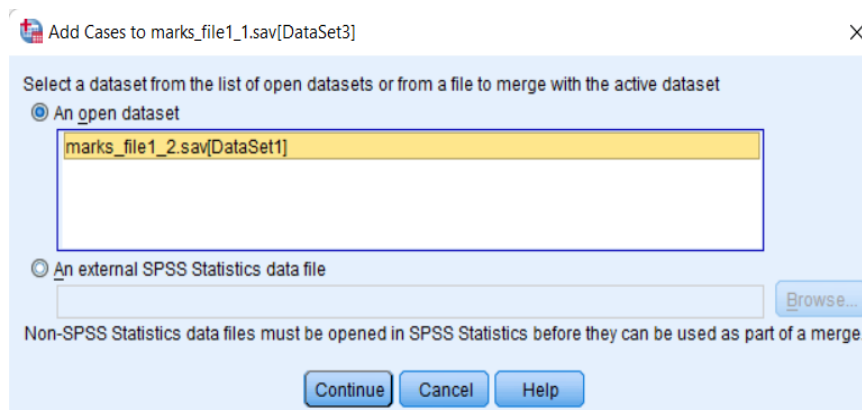 Add Cases to marks_file1_1.sav[DataSet3]
Select a dataset from the list of open datasets or from a file to merge with the active dataset
An open dataset
marks_file1_2.sav[DataSet1]
An external SPSS Statistics data file
Browse...
Non-SPSS Statistics data files must be opened in SPSS Statistics before they can be used as part of a merge.
Continue Cancel Help